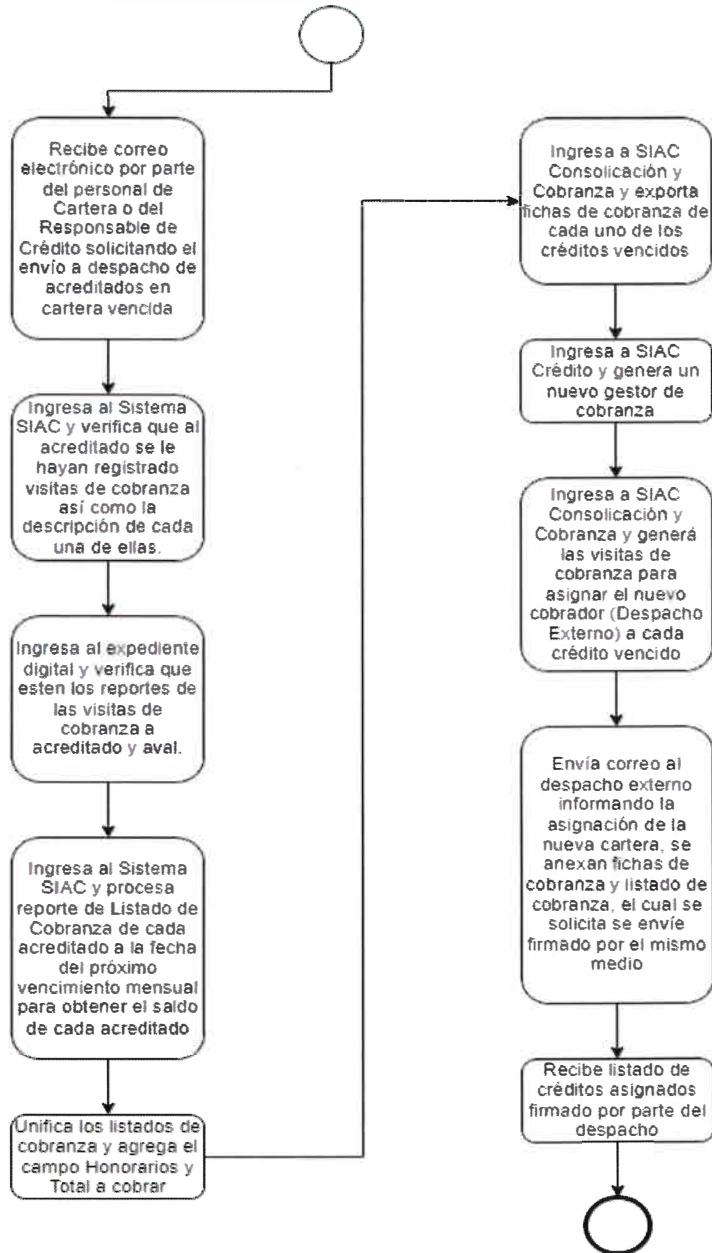 Recibe correo
electrónico por parte
del personal de
Cartera o del
Responsable de
Crédito solicitando el
envío a despacho de
acreditados en
cartera vencida
Ingresa al Sistema
SIAC y verifica que al
acreditado se le
hayan registrado
visitas de cobranza
así como la
descripción de cada
una de ellas.
Ingresa al expediente
digital y verifica que
esten los reportes de
las visitas de
cobranza a
acreditado y aval.
Ingresa al Sistema
SIAC y procesa
reporte de Listado de
Cobranza de cada
acreditado a la fecha
del próximo
vencimiento mensual
para obtener el saldo
de cada acreditado
Unifica los listados de
cobranza y agrega el
campo Honorarios y
Total a cobrar
Ingresa a SIAC
Consolicación y
Cobranza y exporta
fichas de cobranza de
cada uno de los
créditos vencidos
Ingresa a SIAC
Crédito y genera un
nuevo gestor de
cobranza
Ingresa a SIAC
Consolicación y
Cobranza y generá
las visitas de
cobranza para
asignar el nuevo
cobrador (Despacho
Externo) a cada
crédito vencido
Envía correo al
despacho externo
informando la
asignación de la
nueva cartera, se
anexan fichas de
cobranza y listado de
cobranza, el cual se
solicita se envíe
firmado por el mismo
medio
Recibe listado de
créditos asignados
firmado por parte del
despacho